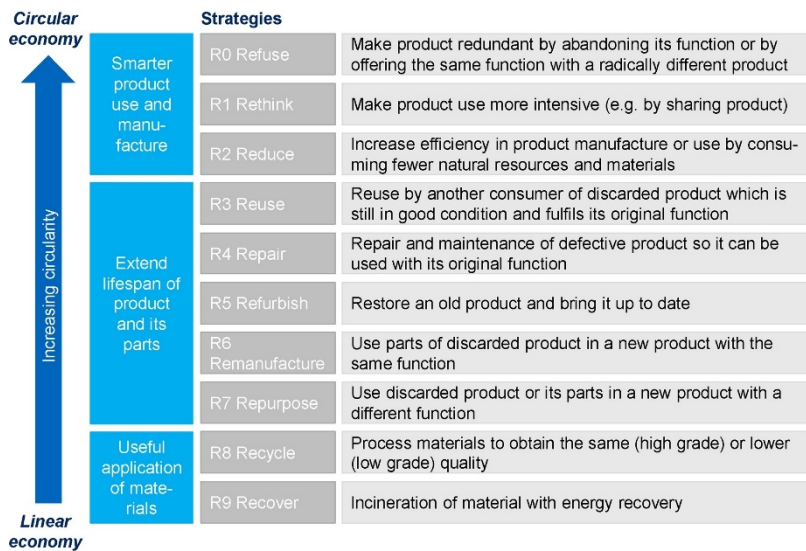 Circular
economy
Strategies
Increasing circularity
Smarter
product
use and
manu-
facture
R0 Refuse
Make product redundant by abandoning its function or by
offering the same function with a radically different product
R1 Rethink
Make product use more intensive (e.g. by sharing product)
R2 Reduce
Increase efficiency in product manufacture or use by consu-
ming fewer natural resources and materials
Extend
lifespan of
product
and its
parts
R3 Reuse
Reuse by another consumer of discarded product which is
still in good condition and fulfils its original function
R4 Repair
Repair and maintenance of defective product so it can be
used with its original function
R5 Refurbish
Restore an old product and bring it up to date
R6
Remanufacture
Use parts of discarded product in a new product with the
same function
R7 Repurpose
Use discarded product or its parts in a new product with a
different function
Useful
application
of mate-
rials
R8 Recycle
Process materials to obtain the same (high grade) or lower
(low grade) quality
R9 Recover
Incineration of material with energy recovery
Linear
economy